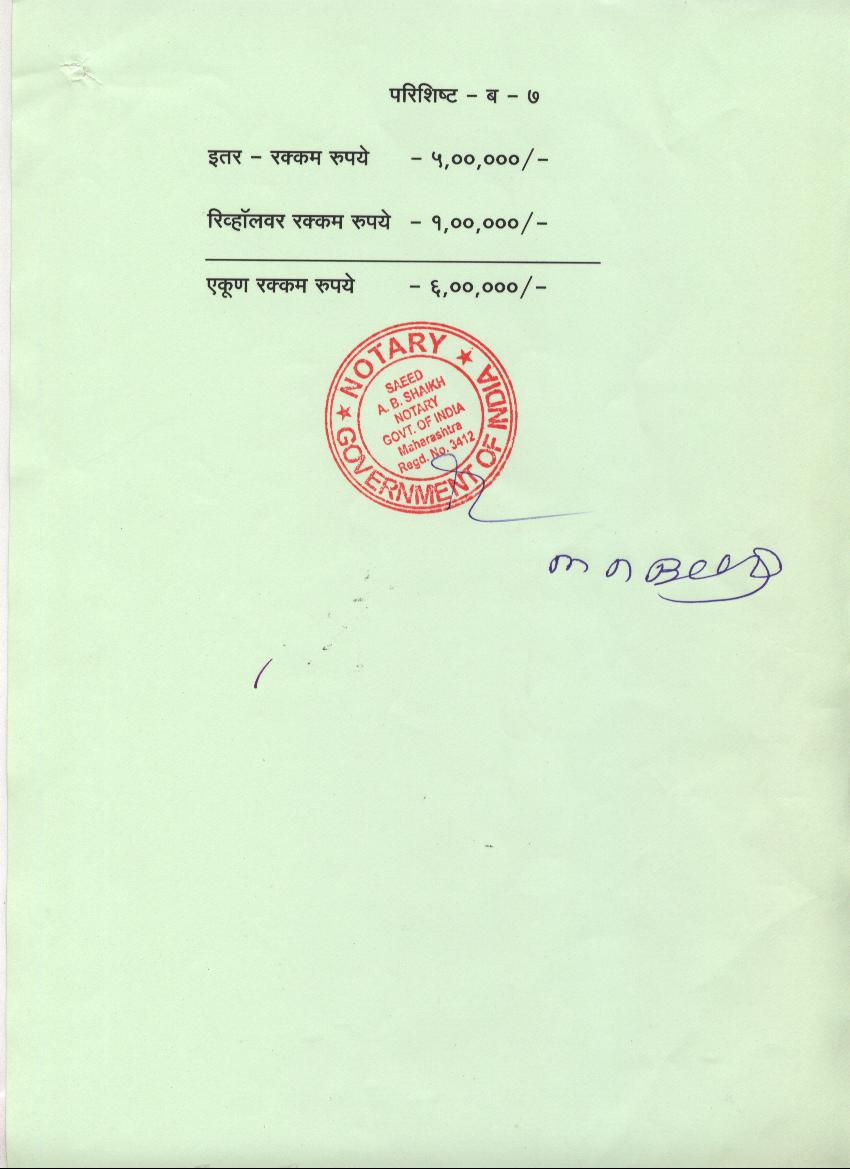 परिशिष्ट – ब – ७
इतर – रक्कम रुपये – ५,००,०००/–
रिव्हॉलवर रक्कम रुपये – १,००,०००/–
एकूण रक्कम रुपये – ६,००,०००/–
★ NOTARY ★
GOVERNMENT OF INDIA
SAEED
A. B. SHAIKH
NOTARY
GOVT. OF INDIA
Maharashtra
Regd. No. 3412